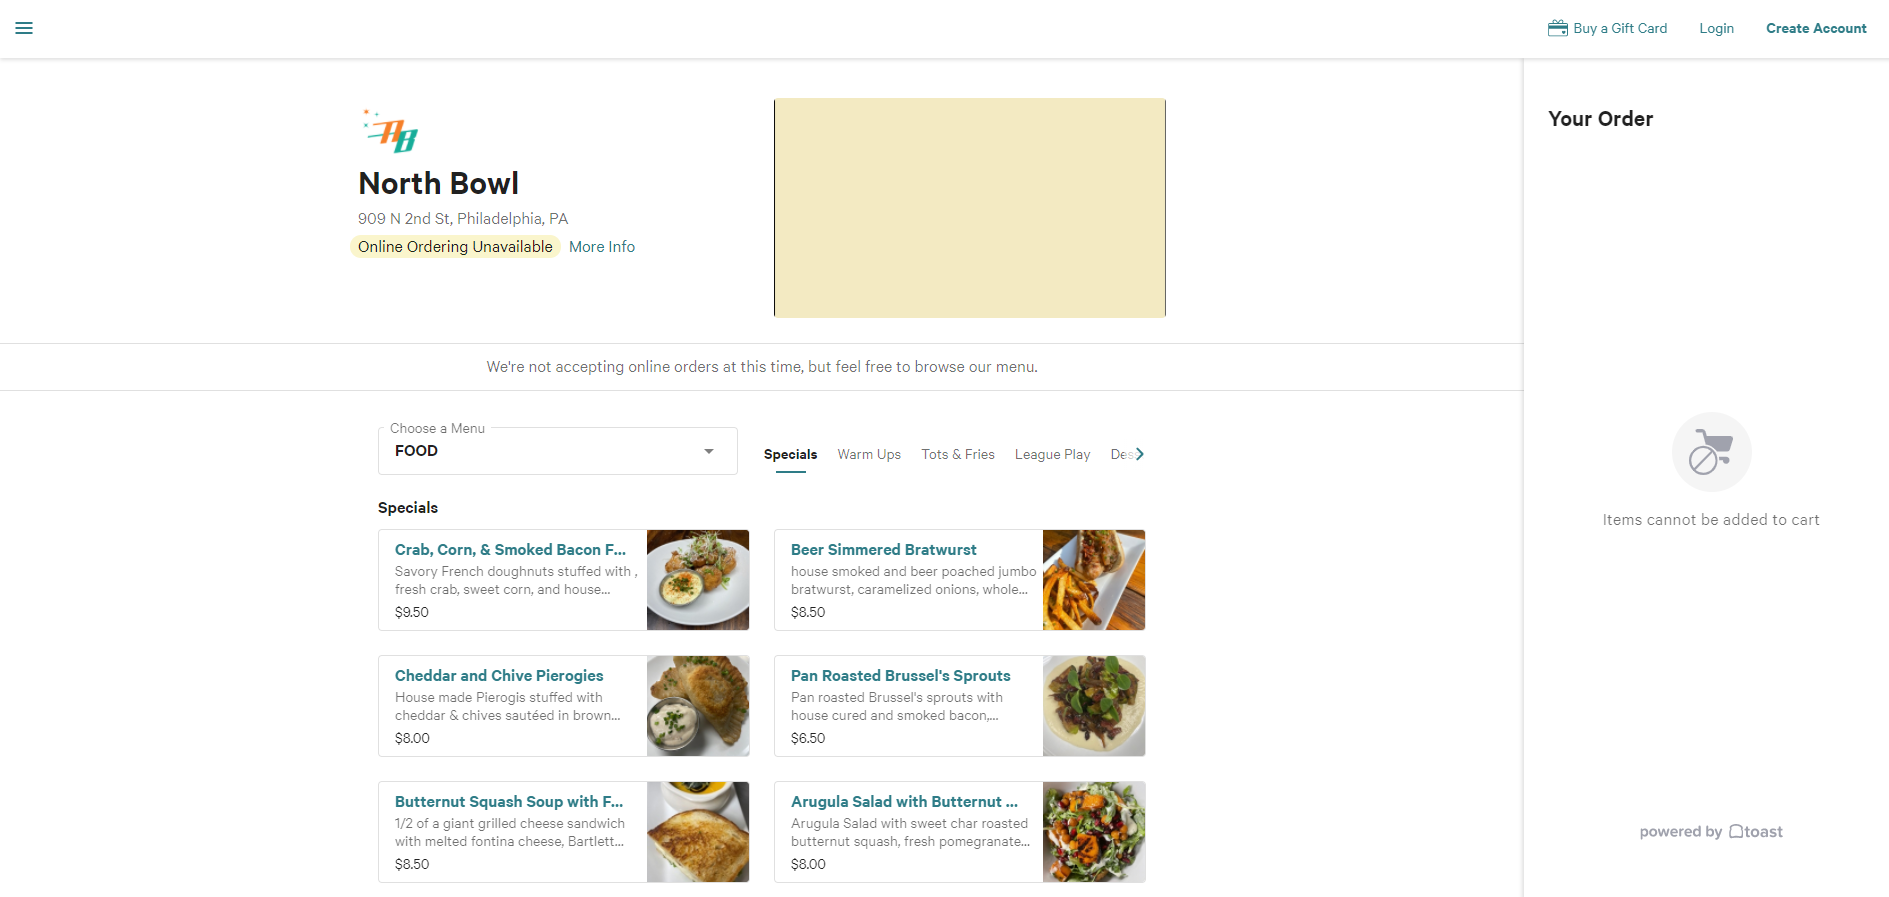 Buy a Gift Card
Login
Create Account
North Bowl
909 N 2nd St, Philadelphia, PA
Online Ordering Unavailable
More Info
We're not accepting online orders at this time, but feel free to browse our menu.
Choose a Menu
FOOD
Specials
Warm Ups
Tots & Fries
League Play
Des
Specials
Crab, Corn, & Smoked Bacon F...
Savory French doughnuts stuffed with ,
fresh crab, sweet corn, and house...
$9.50
Beer Simmered Bratwurst
house smoked and beer poached jumbo
bratwurst, caramelized onions, whole...
$8.50
Cheddar and Chive Pierogies
House made Pierogis stuffed with
cheddar & chives sautéed in brown...
$8.00
Pan Roasted Brussel's Sprouts
Pan roasted Brussel's sprouts with
house cured and smoked bacon,...
$6.50
Butternut Squash Soup with F...
1/2 of a giant grilled cheese sandwich
with melted fontina cheese, Bartlett...
$8.50
Arugula Salad with Butternut ...
Arugula Salad with sweet char roasted
butternut squash, fresh pomegranate...
$8.00
Your Order
Items cannot be added to cart
powered by toast